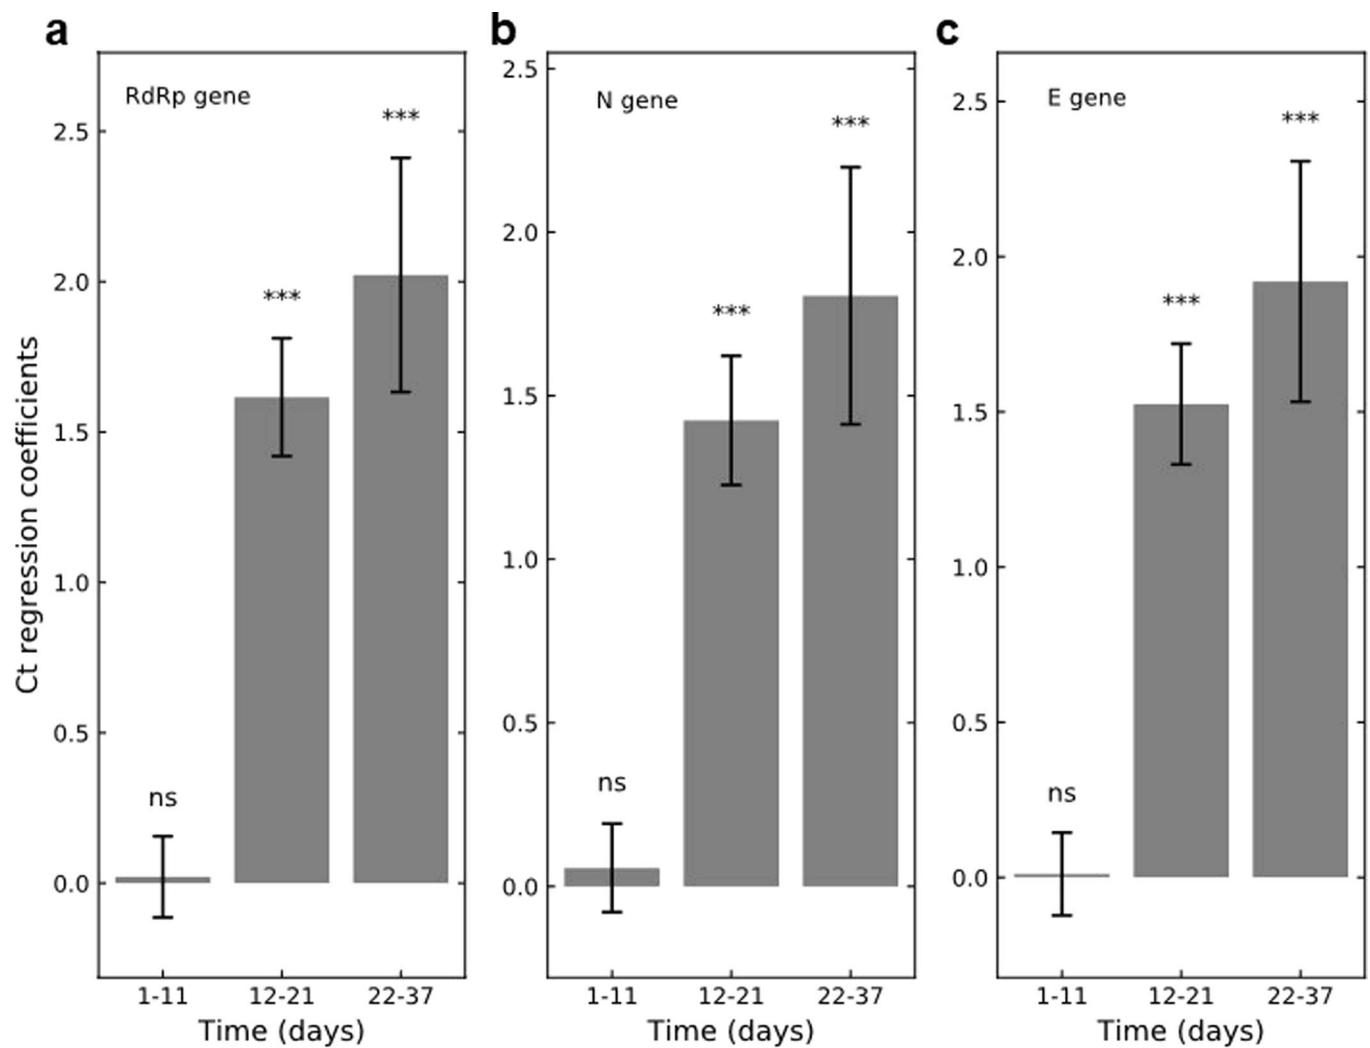 a
RdRp gene
Ct regression coefficients
2.5
2.0
1.5
1.0
0.5
0.0
ns
***
***
1-11 12-21 22-37
Time (days)
b
N gene
2.5
2.0
1.5
1.0
0.5
0.0
ns
***
***
1-11 12-21 22-37
Time (days)
c
E gene
2.5
2.0
1.5
1.0
0.5
0.0
ns
***
***
1-11 12-21 22-37
Time (days)